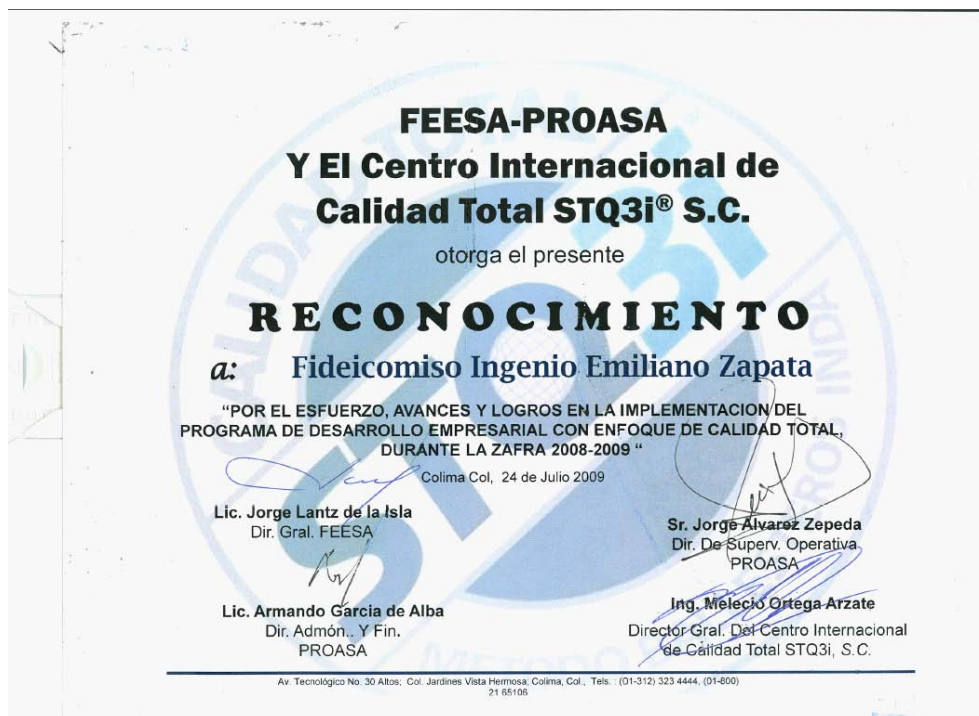 FEESA-PROASA
Y El Centro Internacional de
Calidad Total STQ3i® S.C.
otorga el presente
RECONOCIMIENTO
a: Fideicomiso Ingenio Emiliano Zapata
“POR EL ESFUERZO, AVANCES Y LOGROS EN LA IMPLEMENTACION DEL
PROGRAMA DE DESARROLLO EMPRESARIAL CON ENFOQUE DE CALIDAD TOTAL,
DURANTE LA ZAFRA 2008-2009 “
Colima Col, 24 de Julio 2009
Lic. Jorge Lantz de la Isla
Dir. Gral. FEESA
Sr. Jorge Alvarez Zepeda
Dir. De Superv. Operativa
PROASA
Lic. Armando Garcia de Alba
Dir. Admón.. Y Fin.
PROASA
Ing. Melecio Ortega Arzate
Director Gral. Del Centro Internacional
de Calidad Total STQ3i, S.C.
Av. Tecnológico No. 30 Altos; Col. Jardines Vista Hermosa; Colima, Col., Tels. : (01-312) 323 4444, (01-800)
21 65106
CALIDAD TOTAL
STQ3i